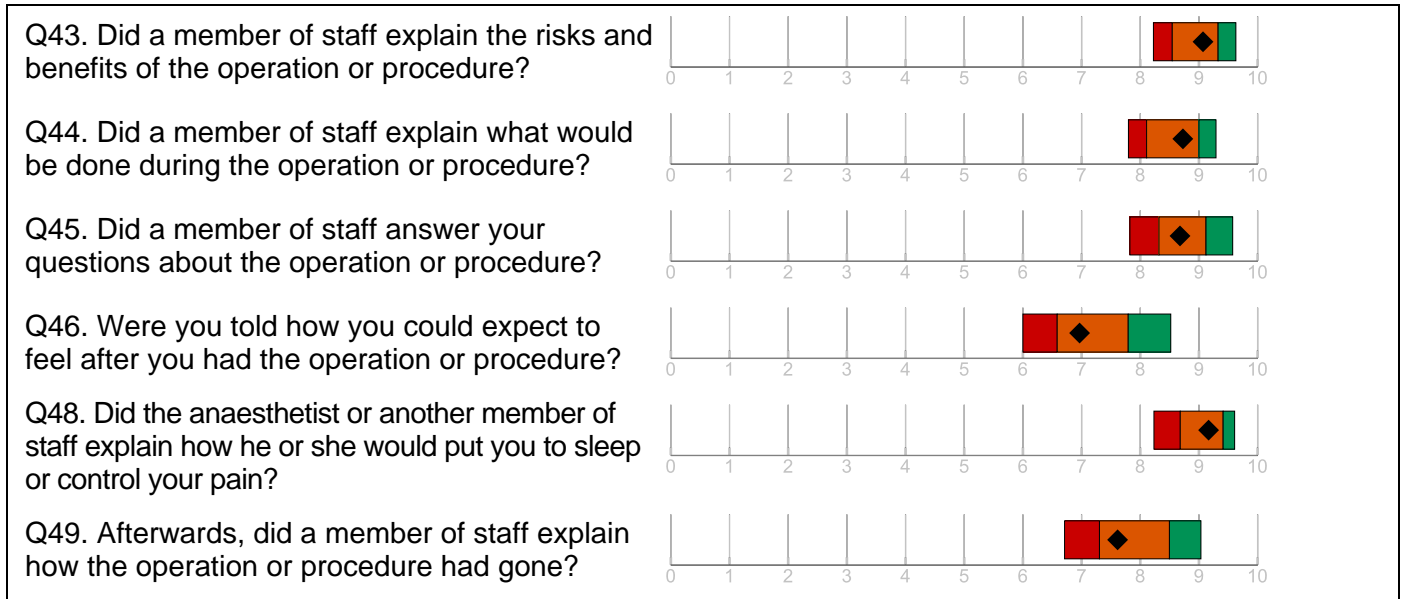 Q43. Did a member of staff explain the risks and
benefits of the operation or procedure?
0 1 2 3 4 5 6 7 8 9 10
Q44. Did a member of staff explain what would
be done during the operation or procedure?
0 1 2 3 4 5 6 7 8 9 10
Q45. Did a member of staff answer your
questions about the operation or procedure?
0 1 2 3 4 5 6 7 8 9 10
Q46. Were you told how you could expect to
feel after you had the operation or procedure?
0 1 2 3 4 5 6 7 8 9 10
Q48. Did the anaesthetist or another member of
staff explain how he or she would put you to sleep
or control your pain?
0 1 2 3 4 5 6 7 8 9 10
Q49. Afterwards, did a member of staff explain
how the operation or procedure had gone?
0 1 2 3 4 5 6 7 8 9 10